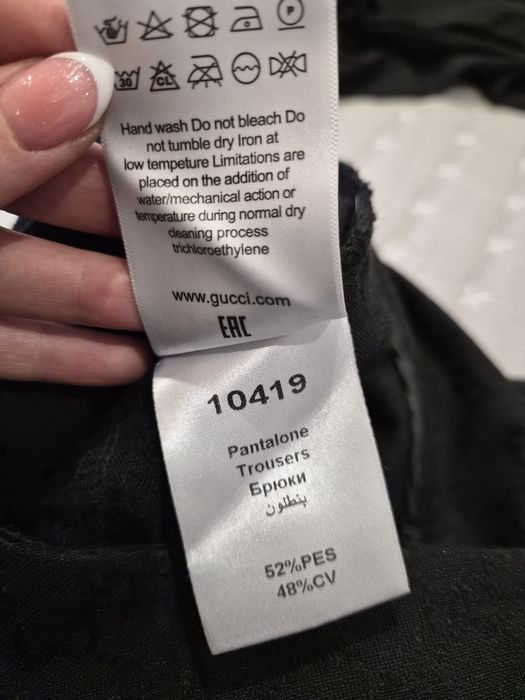 P
30 CL
Hand wash Do not bleach Do
not tumble dry Iron at
low tempeture Limitations are
placed on the addition of
water/mechanical action or
temperature during normal dry
cleaning process
trichloroethylene
www.gucci.com
EAC
10419
Pantalone
Trousers
Брюки
بنطلون
52%PES
48%CV